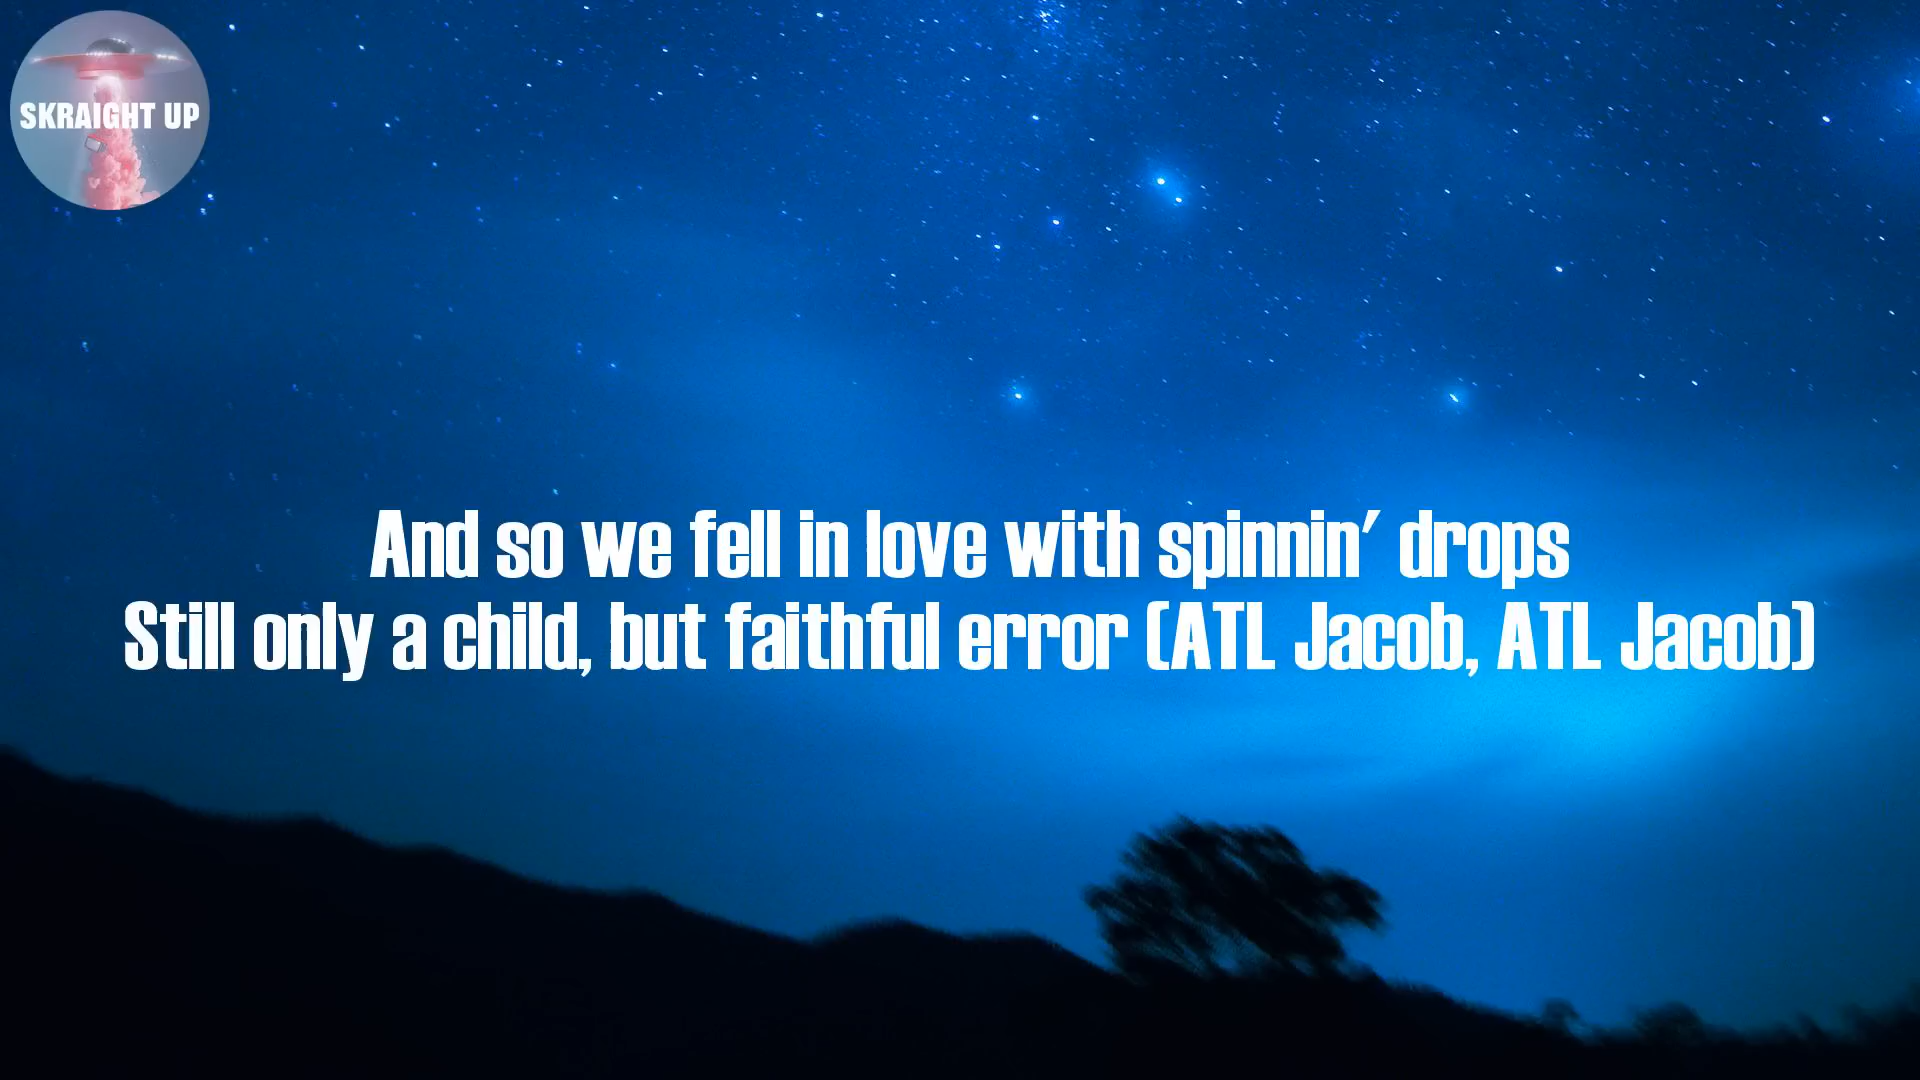 SKRAIGHT UP
And so we fell in love with spinnin' drops
Still only a child, but faithful error (ATL Jacob, ATL Jacob)